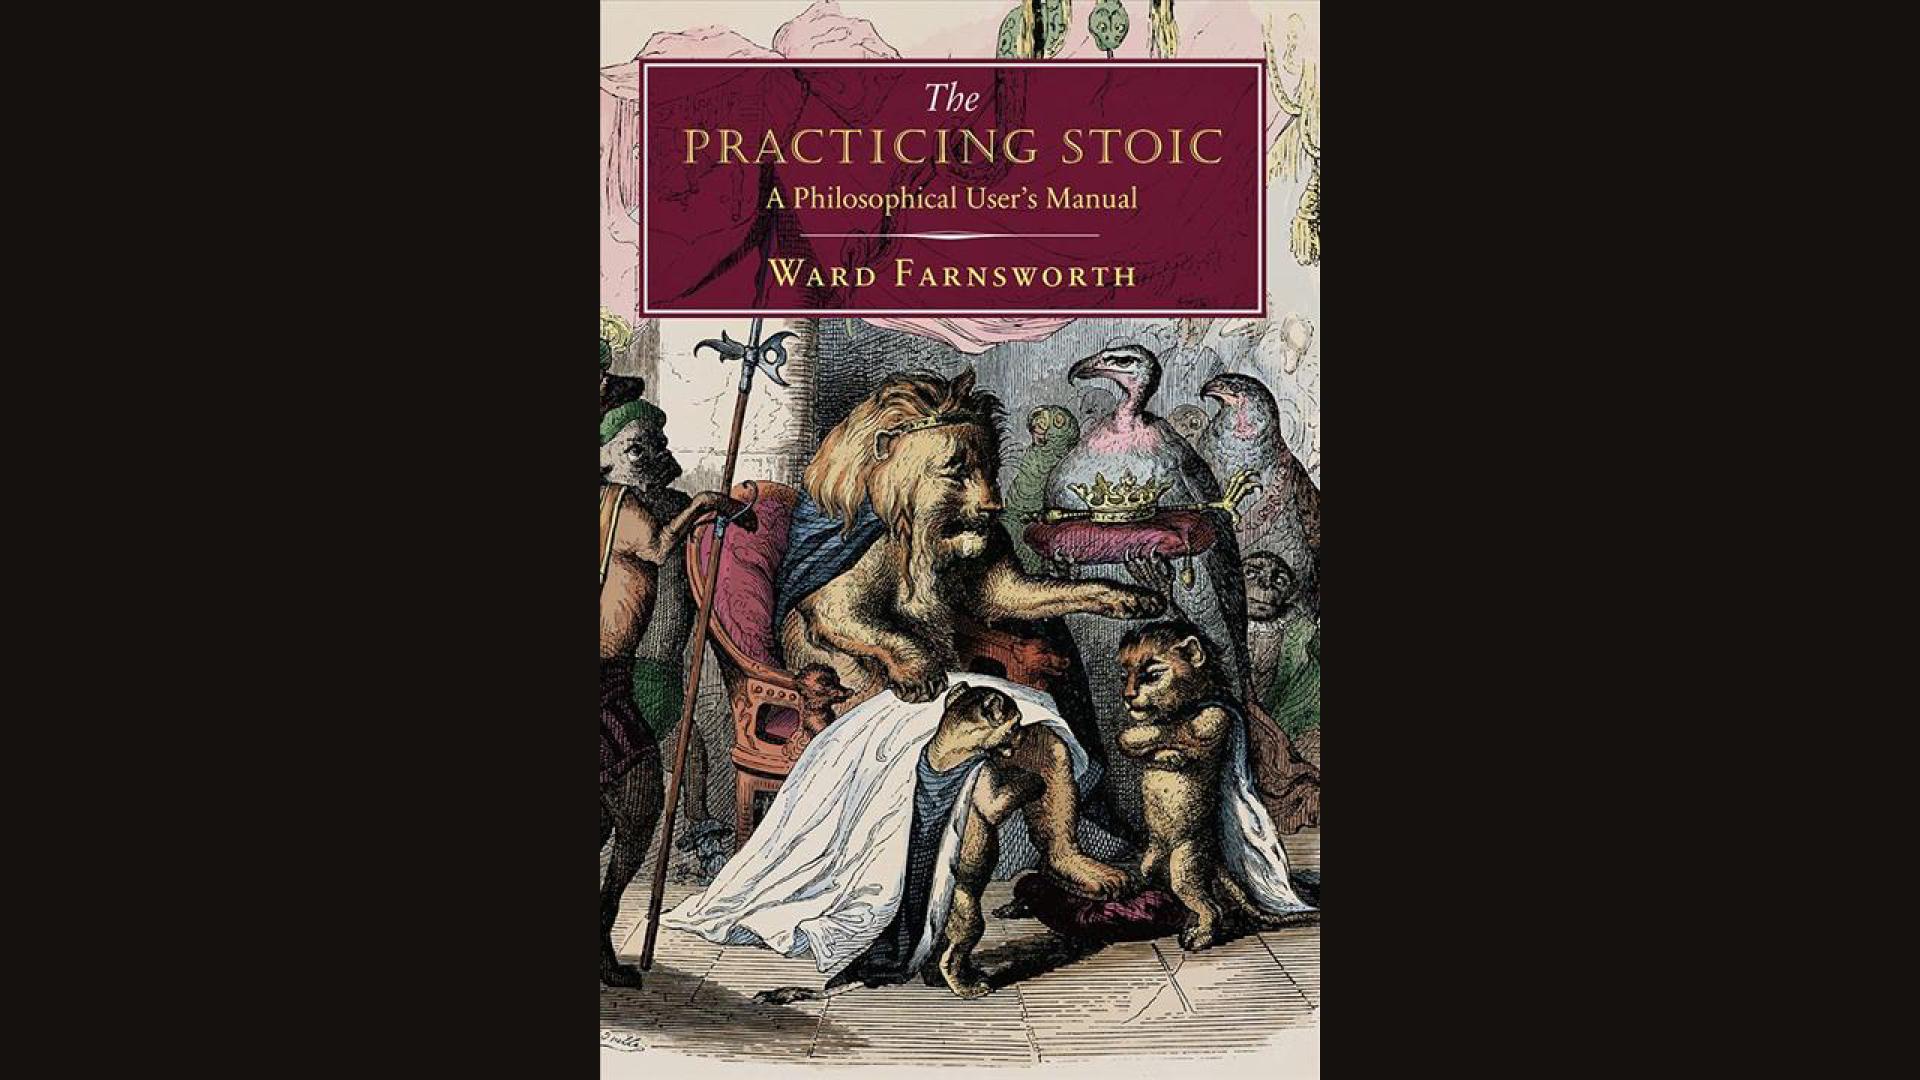 The
PRACTICING STOIC
A Philosophical User's Manual
WARD FARNSWORTH